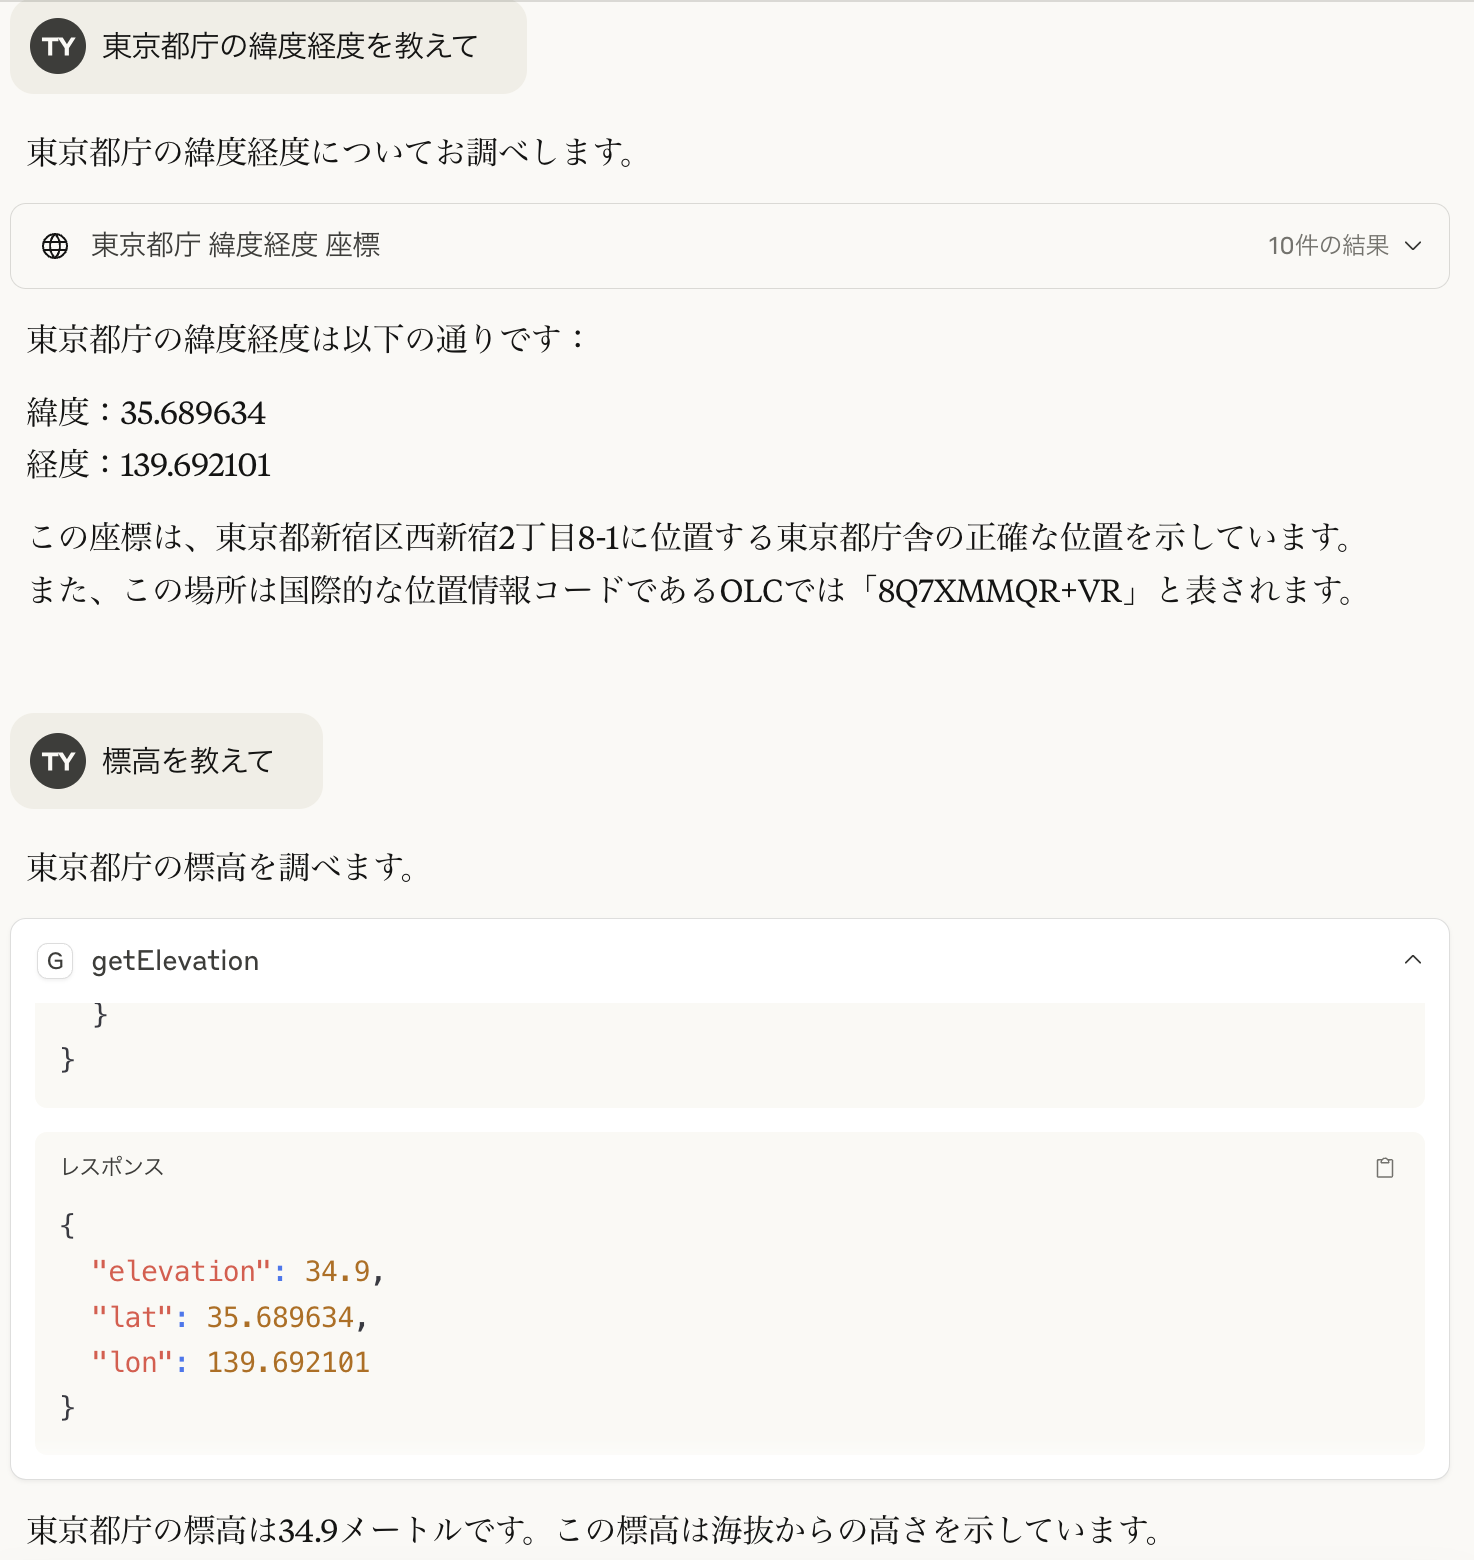 TY 東京都庁の緯度経度を教えて
東京都庁の緯度経度についてお調べします。
東京都庁 緯度経度 座標 10件の結果
東京都庁の緯度経度は以下の通りです：
緯度：35.689634
経度：139.692101
この座標は、東京都新宿区西新宿2丁目8-1に位置する東京都庁舎の正確な位置を示しています。
また、この場所は国際的な位置情報コードであるOLCでは「8Q7XMMQR+VR」と表されます。
TY 標高を教えて
東京都庁の標高を調べます。
G getElevation
}
}
レスポンス
{
"elevation": 34.9,
"lat": 35.689634,
"lon": 139.692101
}
東京都庁の標高は34.9メートルです。この標高は海抜からの高さを示しています。